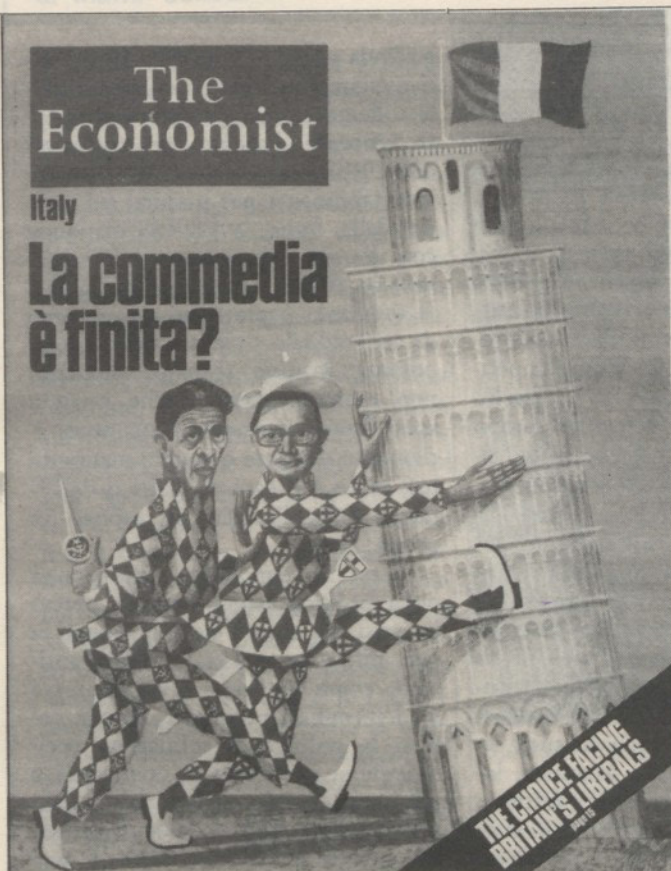 The
Economist
Italy
La commedia
è finita?
THE CHOICE FACING
BRITAIN'S LIBERALS